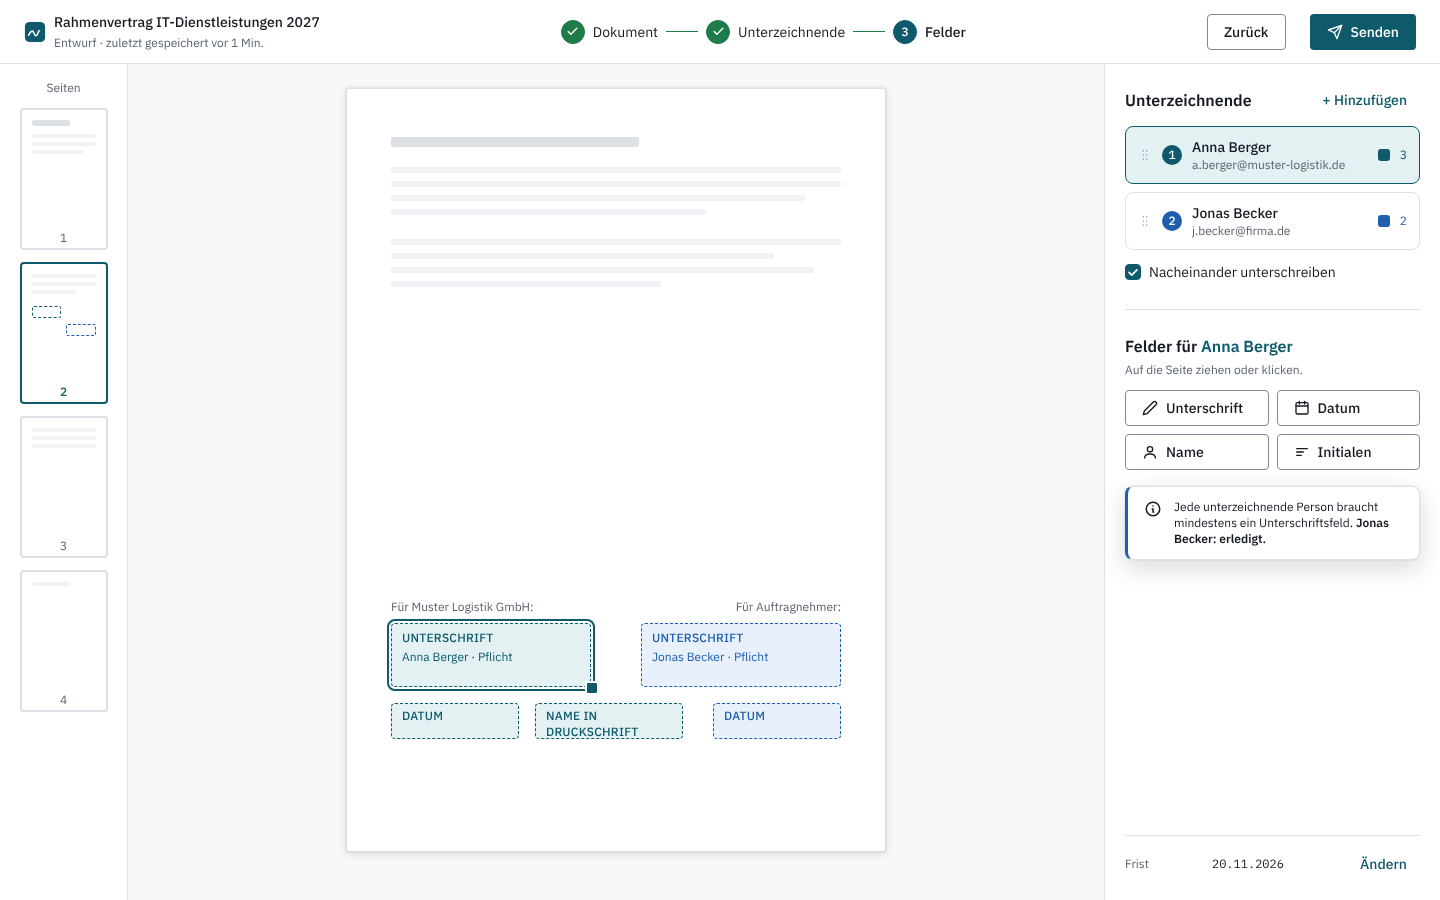 Rahmenvertrag IT-Dienstleistungen 2027
Entwurf · zuletzt gespeichert vor 1 Min.
Dokument
Unterzeichnende
3 Felder
Zurück
Senden
Seiten
1
2
3
4
Für Muster Logistik GmbH:
Für Auftragnehmer:
UNTERSCHRIFT
Anna Berger · Pflicht
UNTERSCHRIFT
Jonas Becker · Pflicht
DATUM
NAME IN
DRUCKSCHRIFT
DATUM
Unterzeichnende
+ Hinzufügen
1
Anna Berger
a.berger@muster-logistik.de
3
2
Jonas Becker
j.becker@firma.de
2
Nacheinander unterschreiben
Felder für Anna Berger
Auf die Seite ziehen oder klicken.
Unterschrift
Datum
Name
Initialen
Jede unterzeichnende Person braucht
mindestens ein Unterschriftsfeld. Jonas
Becker: erledigt.
Frist
20.11.2026
Ändern